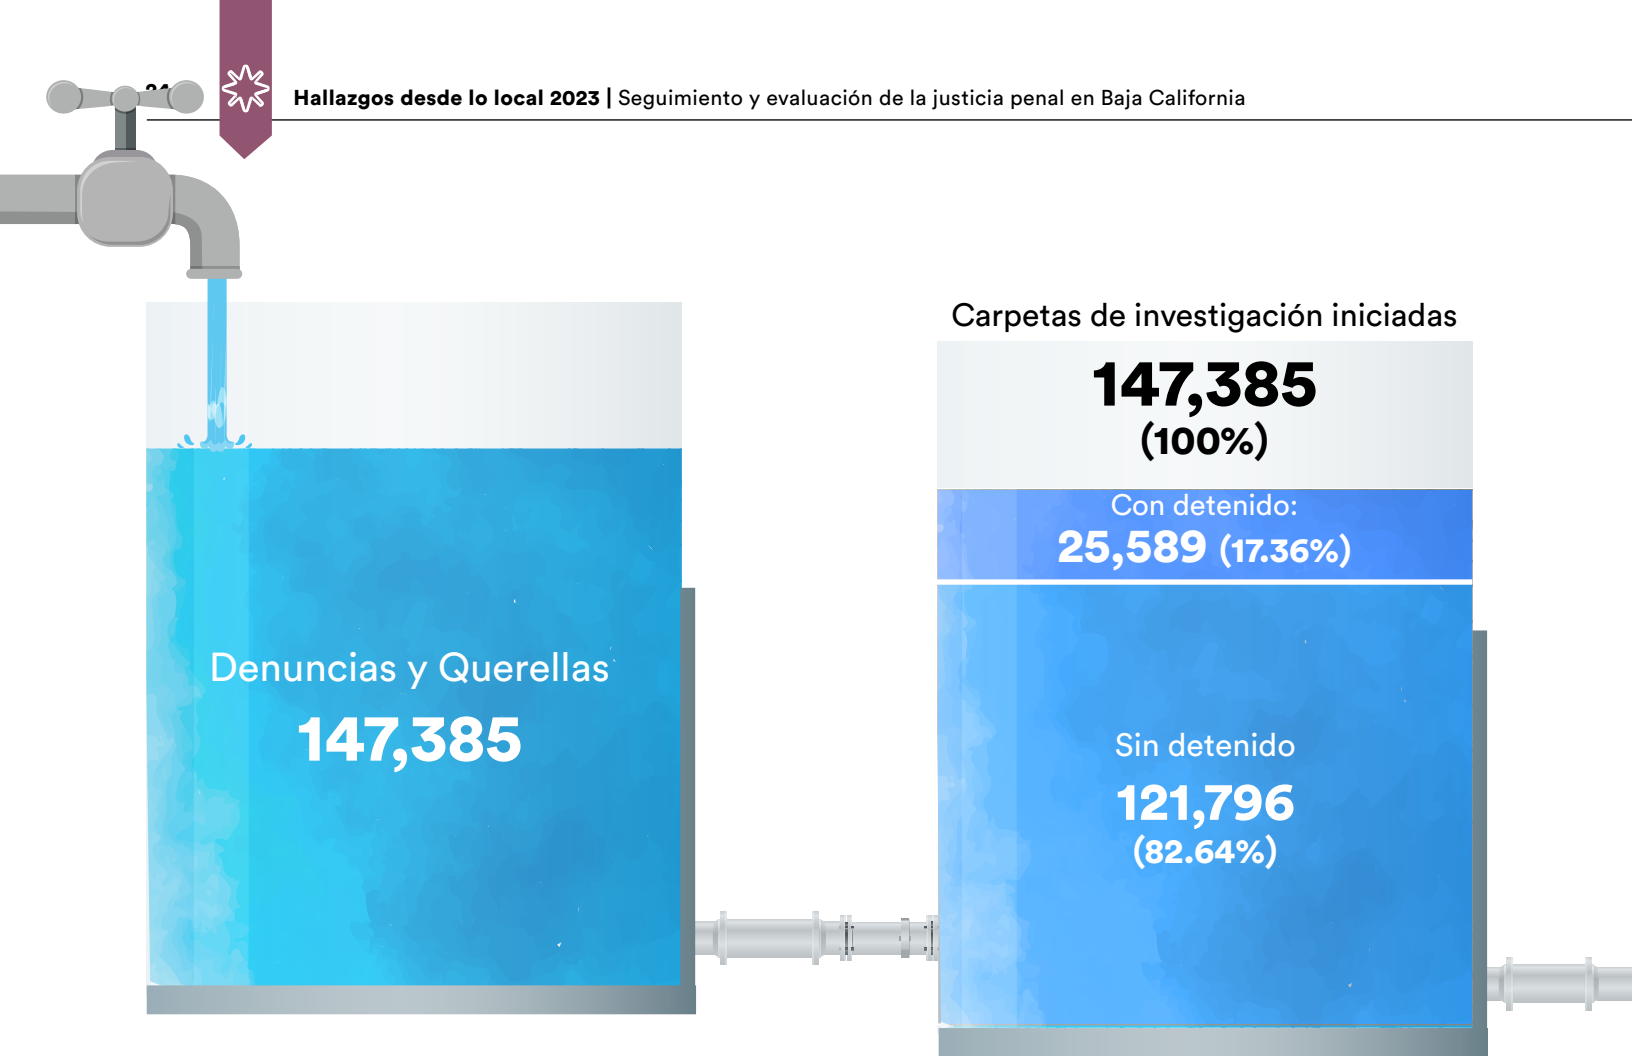 Hallazgos desde lo local 2023 | Seguimiento y evaluación de la justicia penal en Baja California
Denuncias y Querellas
147,385
Carpetas de investigación iniciadas
147,385
(100%)
Con detenido:
25,589 (17.36%)
Sin detenido
121,796
(82.64%)